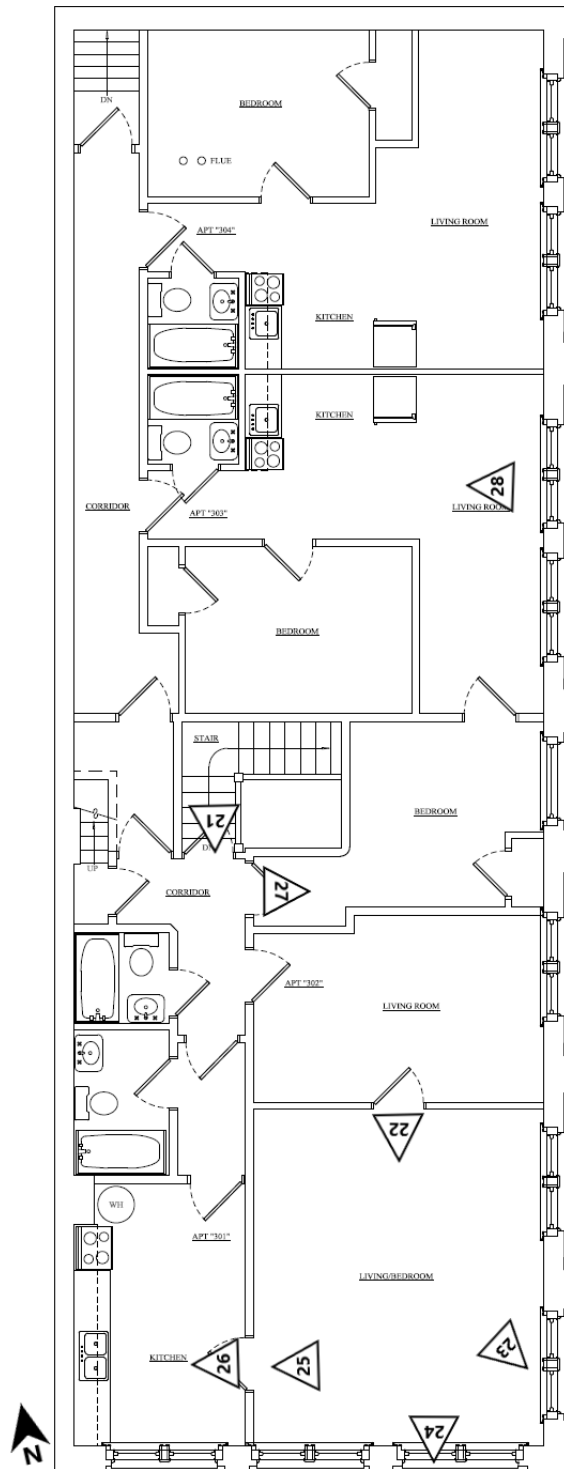 DN
BEDROOM
FLUE
LIVING ROOM
APT "304"
KITCHEN
KITCHEN
28
CORRIDOR
LIVING ROOM
APT "303"
BEDROOM
STAIR
21
BEDROOM
UP
27
CORRIDOR
APT "302"
LIVING ROOM
22
WH
APT "301"
LIVING/BEDROOM
KITCHEN
26
25
23
24
N